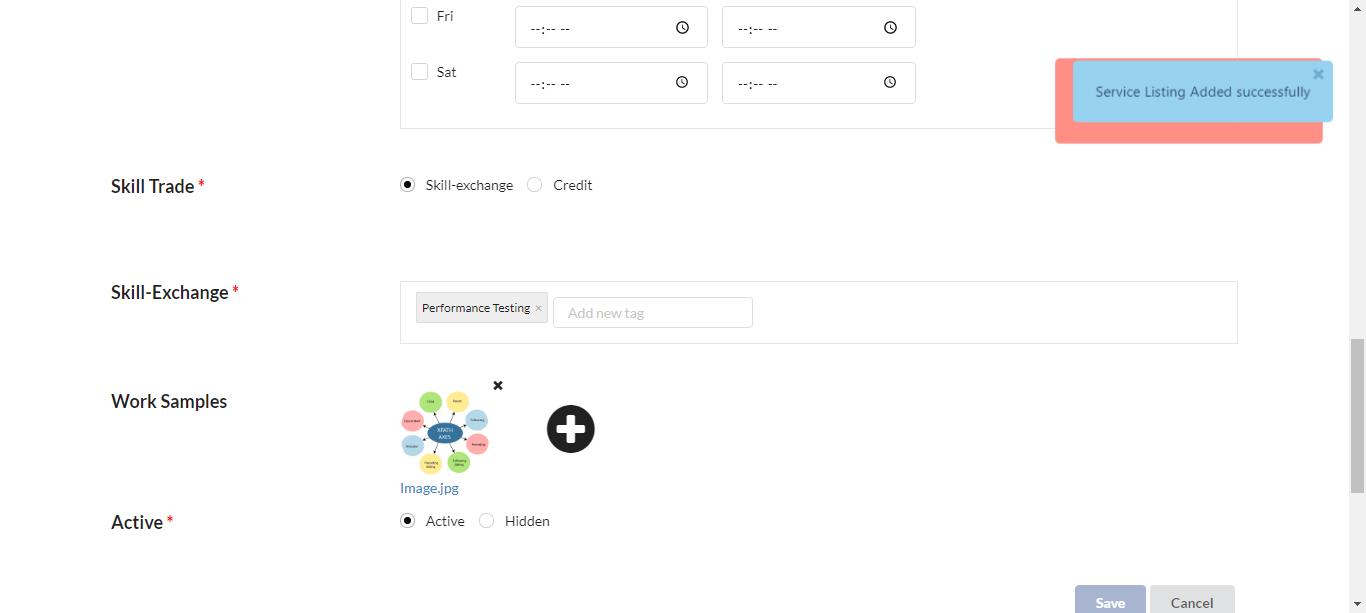 Fri
--:-- --
--:-- --
Sat
--:-- --
--:-- --
Service Listing Added successfully
Skill Trade *
Skill-exchange
Credit
Skill-Exchange *
Performance Testing ×
Add new tag
Work Samples
XPATH
AXES
Image.jpg
Active *
Active
Hidden
Save
Cancel